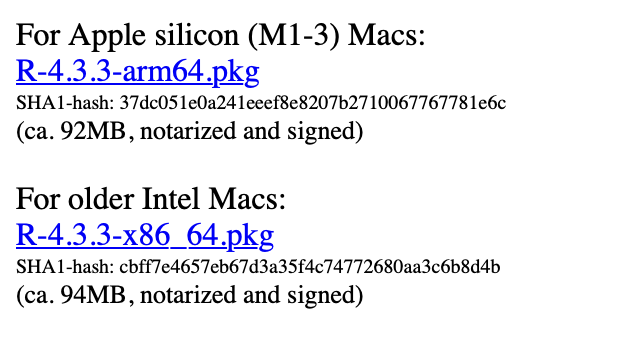 For Apple silicon (M1-3) Macs:
R-4.3.3-arm64.pkg
SHA1-hash: 37dc051e0a241eeef8e8207b2710067767781e6c
(ca. 92MB, notarized and signed)
For older Intel Macs:
R-4.3.3-x86_64.pkg
SHA1-hash: cbff7e4657eb67d3a35f4c74772680aa3c6b8d4b
(ca. 94MB, notarized and signed)